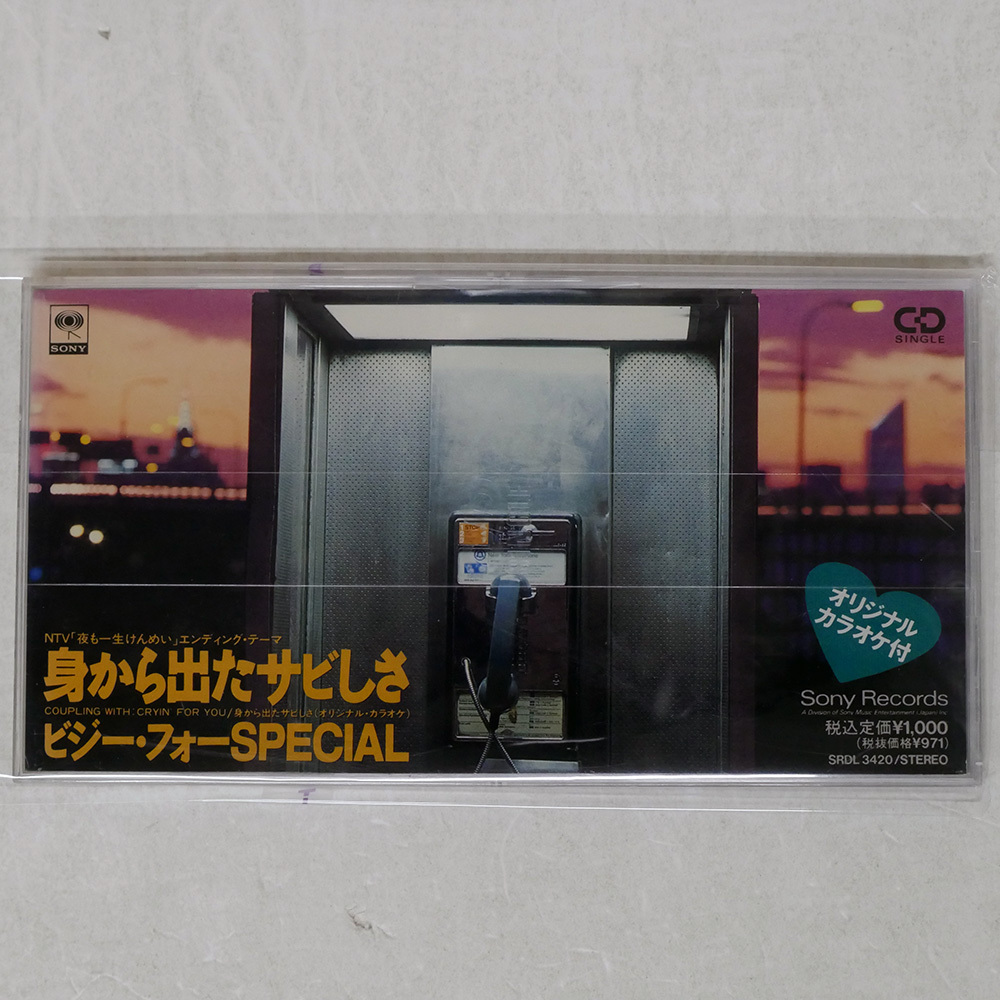 SONY
CD
SINGLE
NTV「夜も一生けんめい」エンディング・テーマ
身から出たサビしさ
COUPLING WITH: CRYIN FOR YOU/身から出たサビしさ(オリジナル・カラオケ)
ビジー・フォーSPECIAL
オリジナル
カラオケ付
Sony Records
A Division of Sony Music Entertainment (Japan) Inc.
税込定価¥1,000
(税抜価格¥971)
SRDL 3420/STEREO